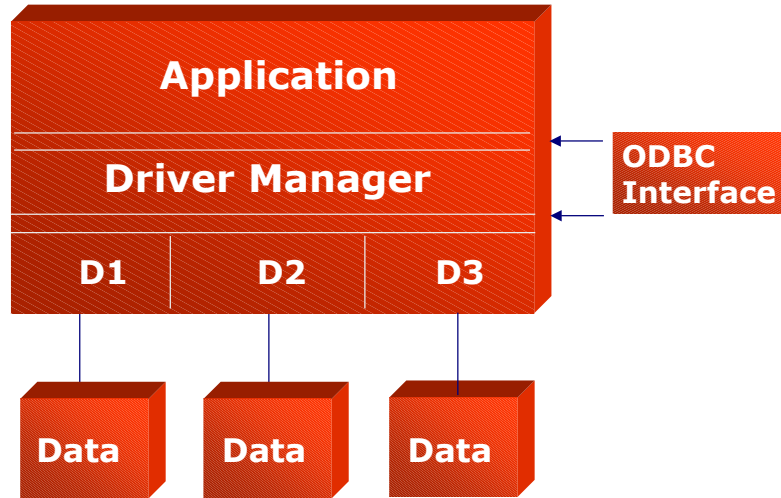 Application
ODBC
Interface
Driver Manager
D1 D2 D3
Data Data Data